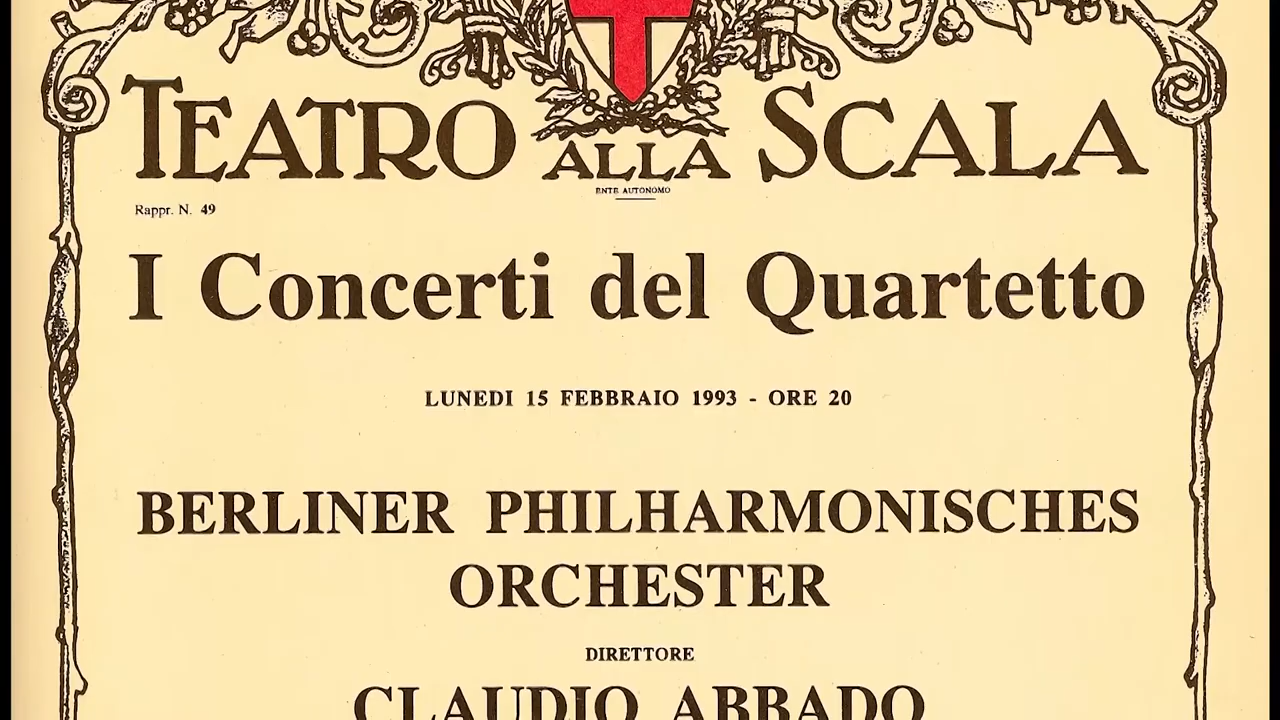 TEATRO ALLA SCALA
ENTE AUTONOMO
Rappr. N. 49
I Concerti del Quartetto
LUNEDI 15 FEBBRAIO 1993 - ORE 20
BERLINER PHILHARMONISCHES
ORCHESTER
DIRETTORE
CLAUDIO ABBADO